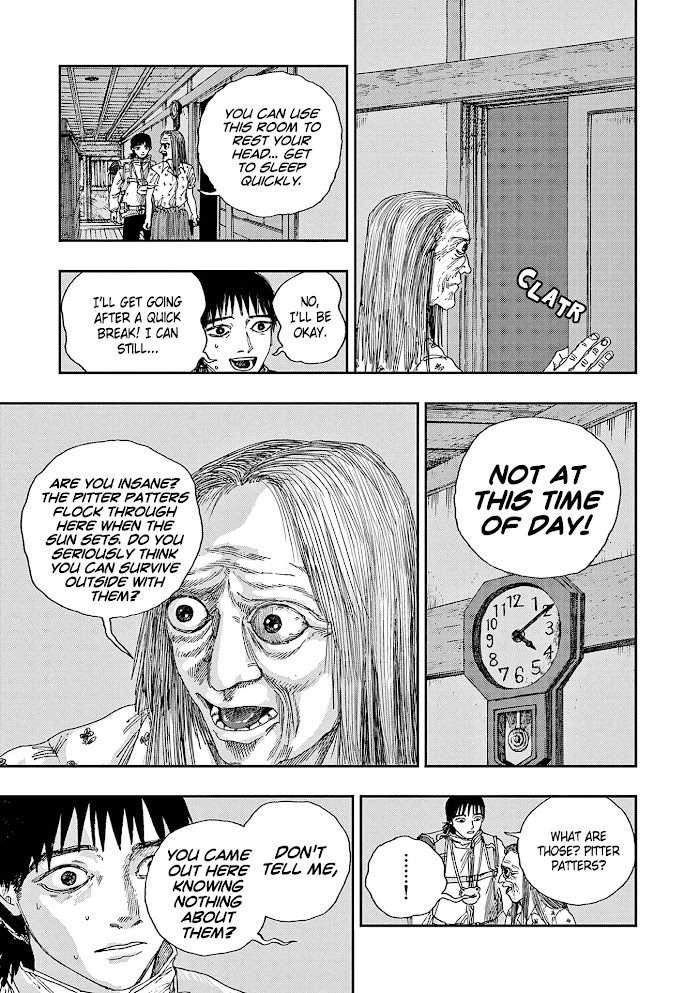 CLATR
YOU CAN USE
THIS ROOM TO
REST YOUR
HEAD... GET
TO SLEEP
QUICKLY.
NO,
I'LL BE
OKAY.
I'LL GET GOING
AFTER A QUICK
BREAK! I CAN
STILL...
NOT AT
THIS TIME
OF DAY!
11 12 1
10 2
9 3
8 4
7 6 5
ARE YOU INSANE?
THE PITTER PATTERS
FLOCK THROUGH
HERE WHEN THE
SUN SETS. DO YOU
SERIOUSLY THINK
YOU CAN SURVIVE
OUTSIDE WITH
THEM?
WHAT ARE
THOSE? PITTER
PATTERS?
......!
DON'T
TELL ME,
YOU CAME
OUT HERE
KNOWING
NOTHING
ABOUT
THEM?